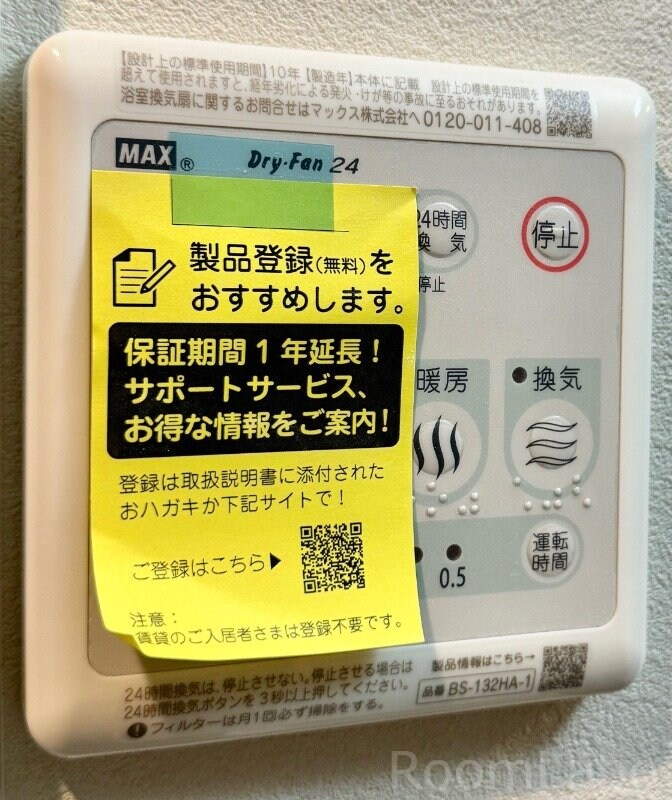 【設計上の標準使用期間】10年 【製造年】本体に記載 設計上の標準使用期間を
超えて使用されますと、経年劣化による発火・けが等の事故に至るおそれがあります。
浴室換気扇に関するお問合せはマックス株式会社へ 0120-011-408
MAX® Dry・Fan 24
24時間
換 気
停止
停止
製品登録(無料)を
おすすめします。
保証期間1年延長!
サポートサービス、
お得な情報をご案内!
登録は取扱説明書に添付された
おハガキか下記サイトで!
ご登録はこちら▶
注意:
賃貸のご入居者さまは登録不要です。
暖房
換気
0.5
運転
時間
24時間換気は、停止させない。停止させる場合は
24時間換気ボタンを3秒以上押してください。
フィルターは月1回必ず掃除をする。
製品情報はこちら→
品番 BS-132HA-1